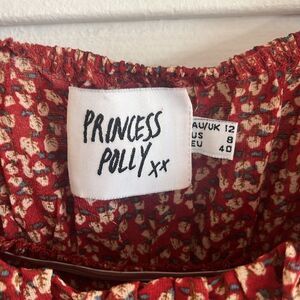 PRINCESS
POLLY xx
AU/UK 12
US 8
EU 40